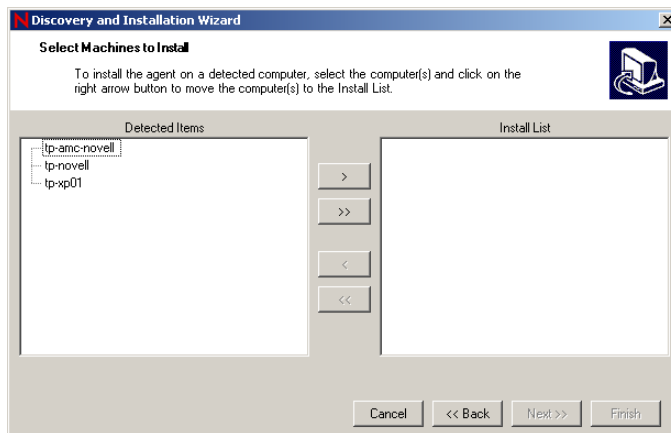 Discovery and Installation Wizard
Select Machines to Install
To install the agent on a detected computer, select the computer(s) and click on the
right arrow button to move the computer(s) to the Install List.
Detected Items
Install List
tp-amc-novell
tp-novell
tp-xp01
>
>>
<
<<
Cancel
<< Back
Next >>
Finish